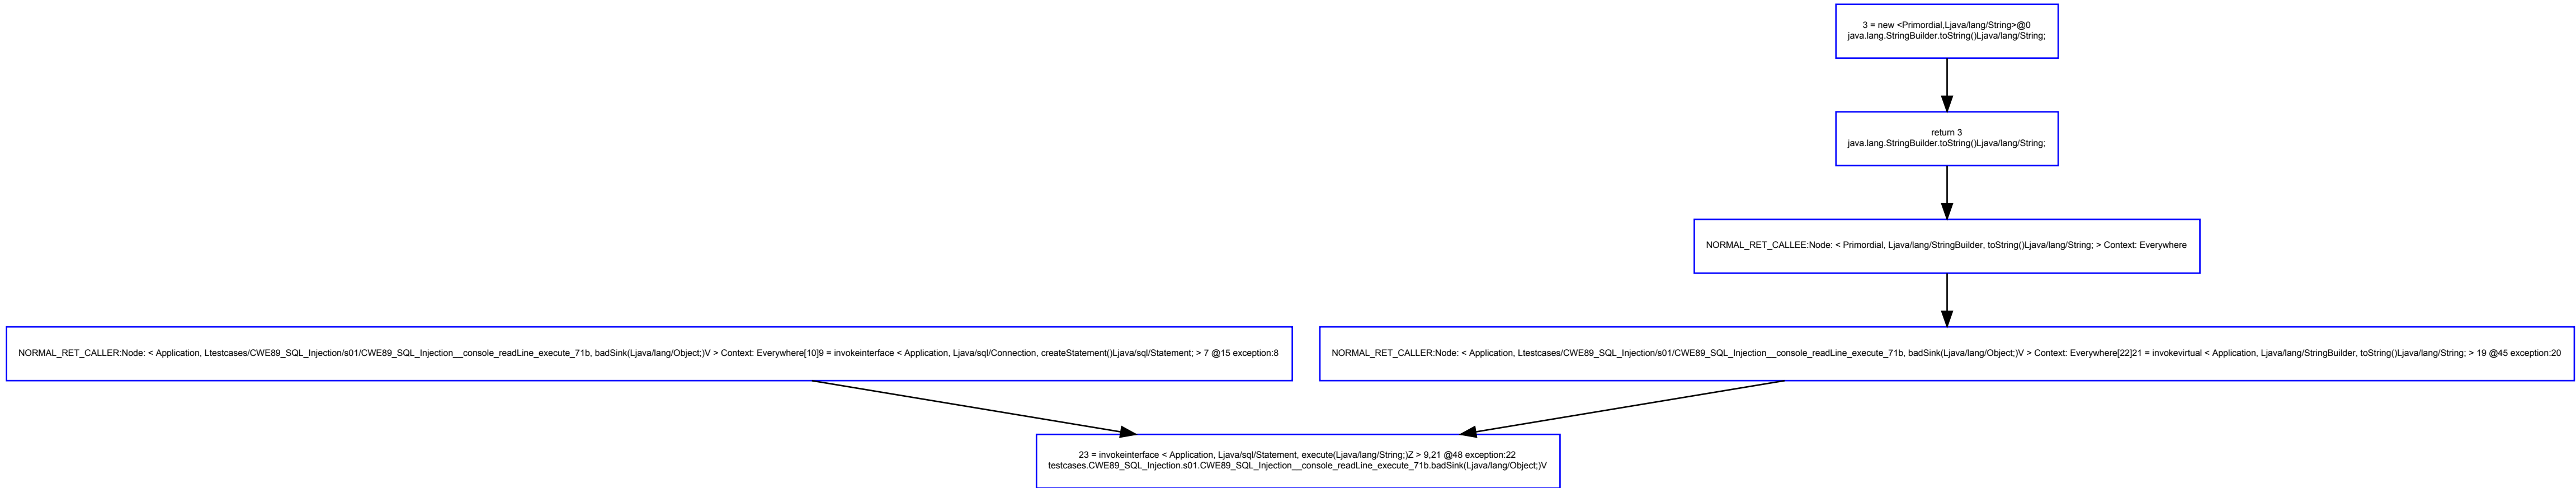 3 = new <Primordial,Ljava/lang/String>@0
java.lang.StringBuilder.toString()Ljava/lang/String;
return 3
java.lang.StringBuilder.toString()Ljava/lang/String;
NORMAL_RET_CALLEE:Node: < Primordial, Ljava/lang/StringBuilder, toString()Ljava/lang/String; > Context: Everywhere
NORMAL_RET_CALLER:Node: < Application, Ltestcases/CWE89_SQL_Injection/s01/CWE89_SQL_Injection__console_readLine_execute_71b, badSink(Ljava/lang/Object;)V > Context: Everywhere[10]9 = invokeinterface < Application, Ljava/sql/Connection, createStatement()Ljava/sql/Statement; > 7 @15 exception:8
NORMAL_RET_CALLER:Node: < Application, Ltestcases/CWE89_SQL_Injection/s01/CWE89_SQL_Injection__console_readLine_execute_71b, badSink(Ljava/lang/Object;)V > Context: Everywhere[22]21 = invokevirtual < Application, Ljava/lang/StringBuilder, toString()Ljava/lang/String; > 19 @45 exception:20
23 = invokeinterface < Application, Ljava/sql/Statement, execute(Ljava/lang/String;)Z > 9,21 @48 exception:22
testcases.CWE89_SQL_Injection.s01.CWE89_SQL_Injection__console_readLine_execute_71b.badSink(Ljava/lang/Object;)V